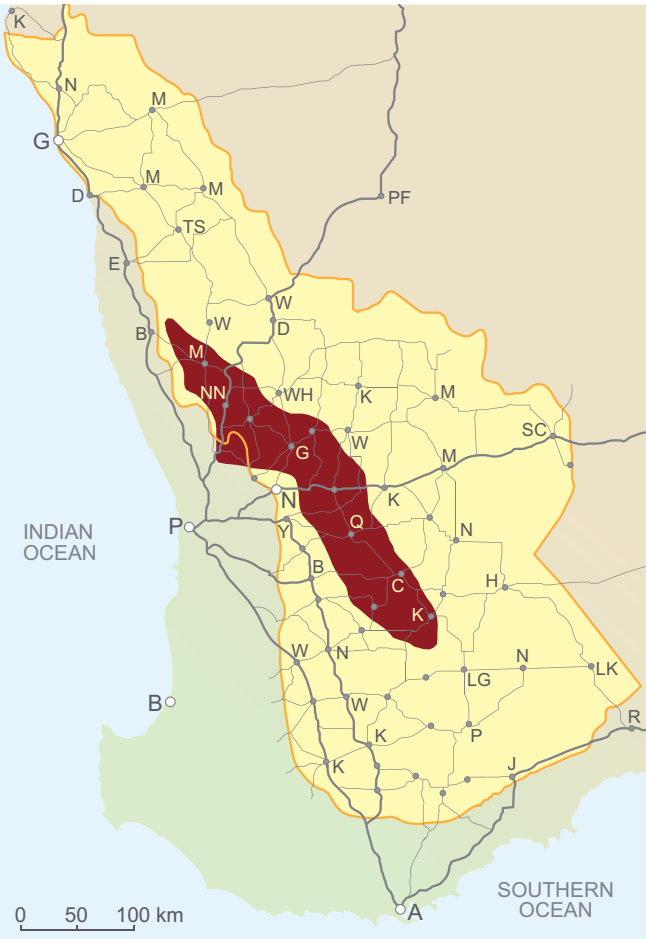 K
N
M
G
M
M
D
PF
TS
E
W
W
D
B
M
NN
WH
K
M
SC
W
G
M
N
K
P
Y
Q
N
INDIAN
OCEAN
B
C
H
K
W
N
N
LK
LG
B
W
R
P
K
K
J
SOUTHERN
OCEAN
A
0 50 100 km